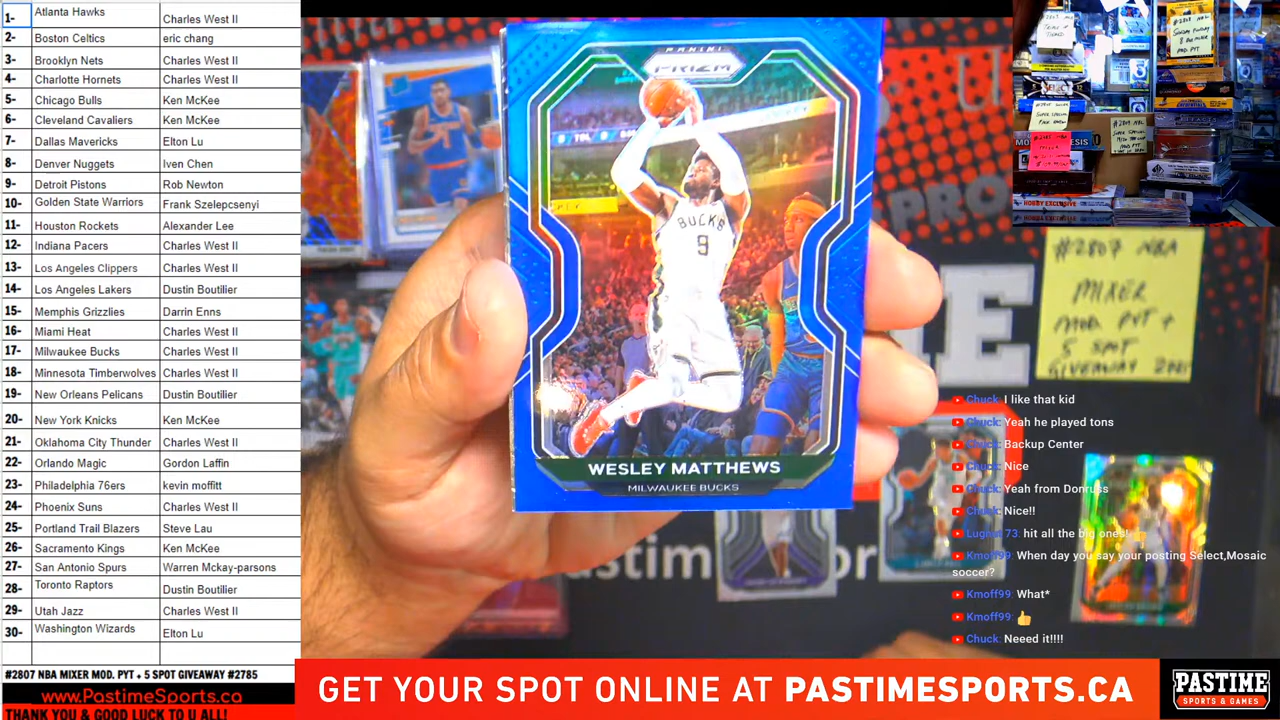 1- Atlanta Hawks Charles West II
2- Boston Celtics eric chang
3- Brooklyn Nets Charles West II
4- Charlotte Hornets Charles West II
5- Chicago Bulls Ken McKee
6- Cleveland Cavaliers Ken McKee
7- Dallas Mavericks Elton Lu
8- Denver Nuggets Iven Chen
9- Detroit Pistons Rob Newton
10- Golden State Warriors Frank Szelepcsenyi
11- Houston Rockets Alexander Lee
12- Indiana Pacers Charles West II
13- Los Angeles Clippers Charles West II
14- Los Angeles Lakers Dustin Boutilier
15- Memphis Grizzlies Darrin Enns
16- Miami Heat Charles West II
17- Milwaukee Bucks Charles West II
18- Minnesota Timberwolves Charles West II
19- New Orleans Pelicans Dustin Boutilier
20- New York Knicks Ken McKee
21- Oklahoma City Thunder Charles West II
22- Orlando Magic Gordon Laffin
23- Philadelphia 76ers kevin moffitt
24- Phoenix Suns Charles West II
25- Portland Trail Blazers Steve Lau
26- Sacramento Kings Ken McKee
27- San Antonio Spurs Warren Mckay-parsons
28- Toronto Raptors Dustin Boutilier
29- Utah Jazz Charles West II
30- Washington Wizards Elton Lu
#2807 NBA MIXER MOD. PYT + 5 SPOT GIVEAWAY #2785
www.PastimeSports.ca
THANK YOU & GOOD LUCK TO U ALL!
PANINI
PRIZM
BUCKS
9
WESLEY MATTHEWS
MILWAUKEE BUCKS
#2807 NBA
MIXER
MOD. PYT +
5 SPOT
GIVEAWAY
HOBBY EXCLUSIVE
Chuck: I like that kid
Chuck: Yeah he played tons
Chuck: Backup Center
Chuck: Nice
Chuck: Yeah from Donruss
Chuck: Nice!!
hit all the big ones!!
Kmoff99: When day you say your posting Select,Mosaic
soccer?
Kmoff99: What*
Kmoff99: 👍
Chuck: Neeed it!!!!
GET YOUR SPOT ONLINE AT PASTIMESPORTS.CA
PASTIME
SPORTS & GAMES